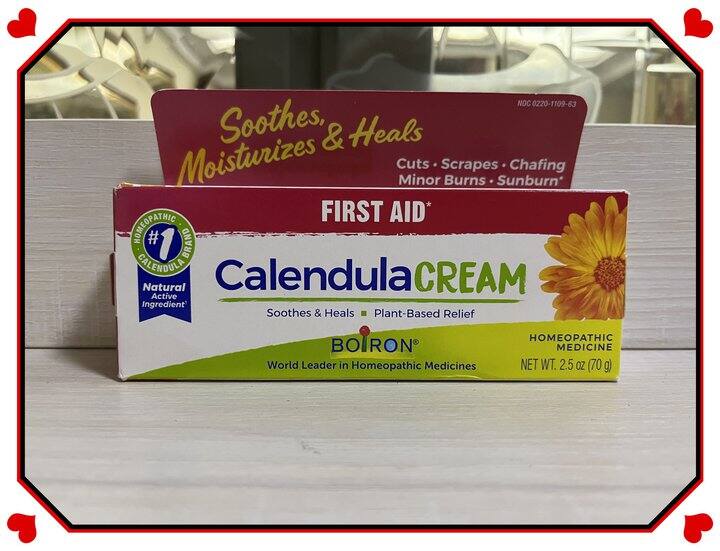 NDC 0220-1109-63
Soothes,
Moisturizes & Heals
Cuts • Scrapes • Chafing
Minor Burns • Sunburn*
FIRST AID*
HOMEOPATHIC
#1
CALENDULA BRAND
Natural
Active
Ingredient†
CalendulaCREAM
Soothes & Heals ▪ Plant-Based Relief
BOIRON®
World Leader in Homeopathic Medicines
HOMEOPATHIC
MEDICINE
NET WT. 2.5 oz (70 g)